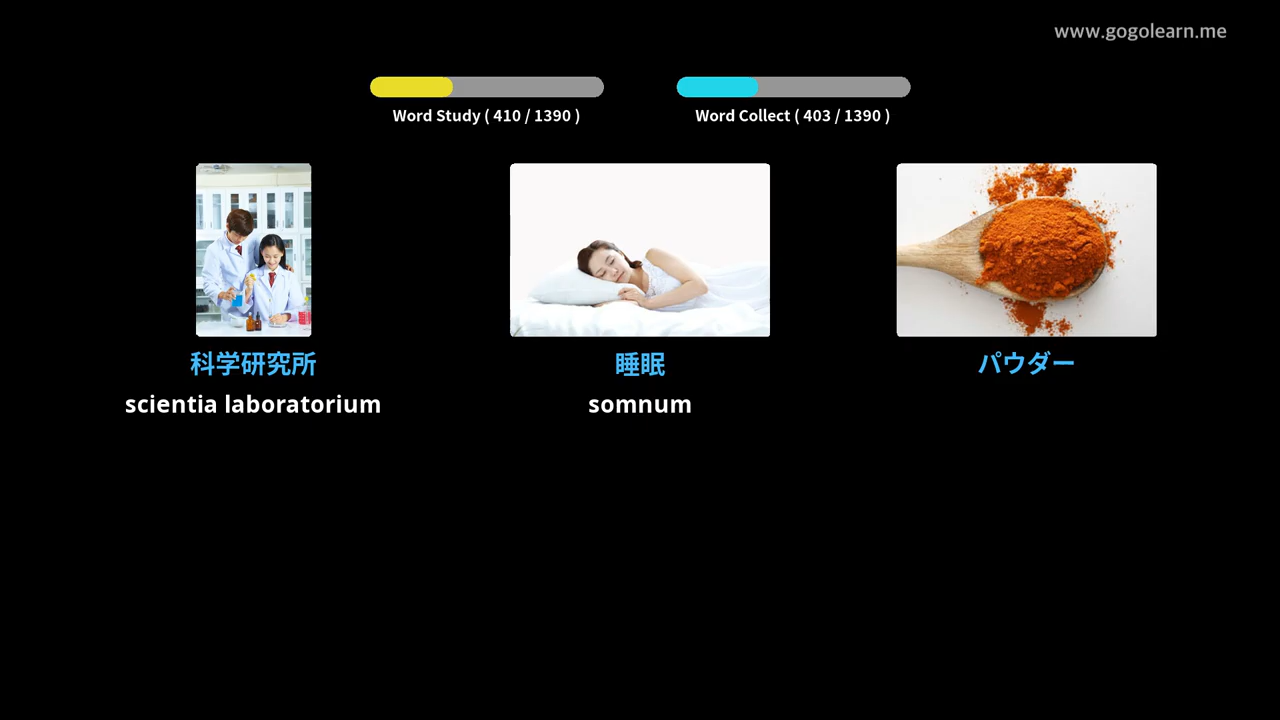 www.gogolearn.me
Word Study ( 410 / 1390 )
Word Collect ( 403 / 1390 )
科学研究所
scientia laboratorium
睡眠
somnum
パウダー